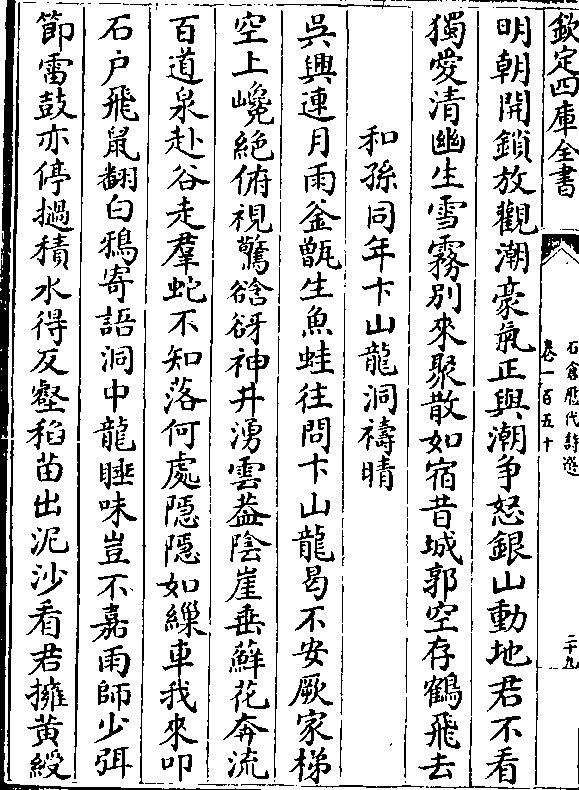 欽定四庫全書
石倉歷代詩選
卷一百五十
二十九
明朝開鎖放觀潮豪氣正與潮争怒銀山動地君不看
獨愛清幽生雪霧别來聚散如宿昔城郭空存鶴飛去
和孫同年卞山龍洞禱晴
吳興連月雨釜甑生魚蛙往問卞山龍曷不安厥家梯
空上巉絶俯視驚谽谺神井湧雲葢陰崖垂蘚花奔流
百道泉赴谷走羣蛇不知落何處隠隠如繅車我來叩
石户飛鼠翻白鴉寄語洞中龍睡味豈不嘉雨師少弭
節雷鼓亦停撾積水得反壑稻苗出泥沙看君擁黄綬